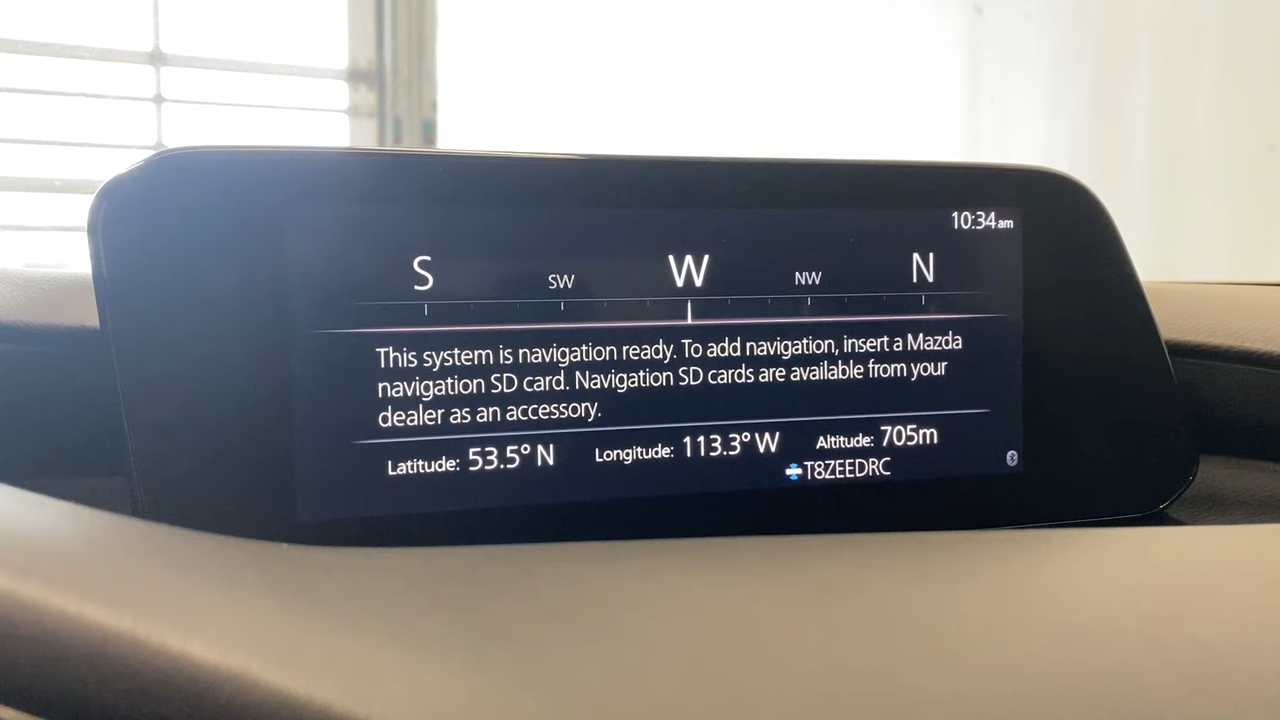 10:34am
S SW W NW N
This system is navigation ready. To add navigation, insert a Mazda
navigation SD card. Navigation SD cards are available from your
dealer as an accessory.
Latitude: 53.5° N Longitude: 113.3° W Altitude: 705m
T8ZEEDRC